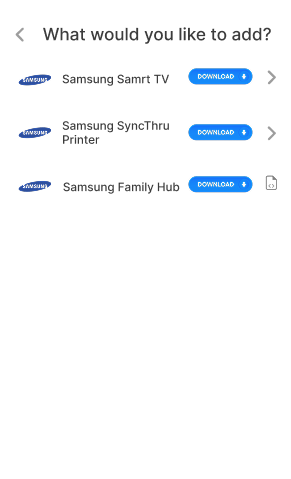 What would you like to add?
SAMSUNG Samsung Samrt TV DOWNLOAD
SAMSUNG Samsung SyncThru
Printer DOWNLOAD
SAMSUNG Samsung Family Hub DOWNLOAD